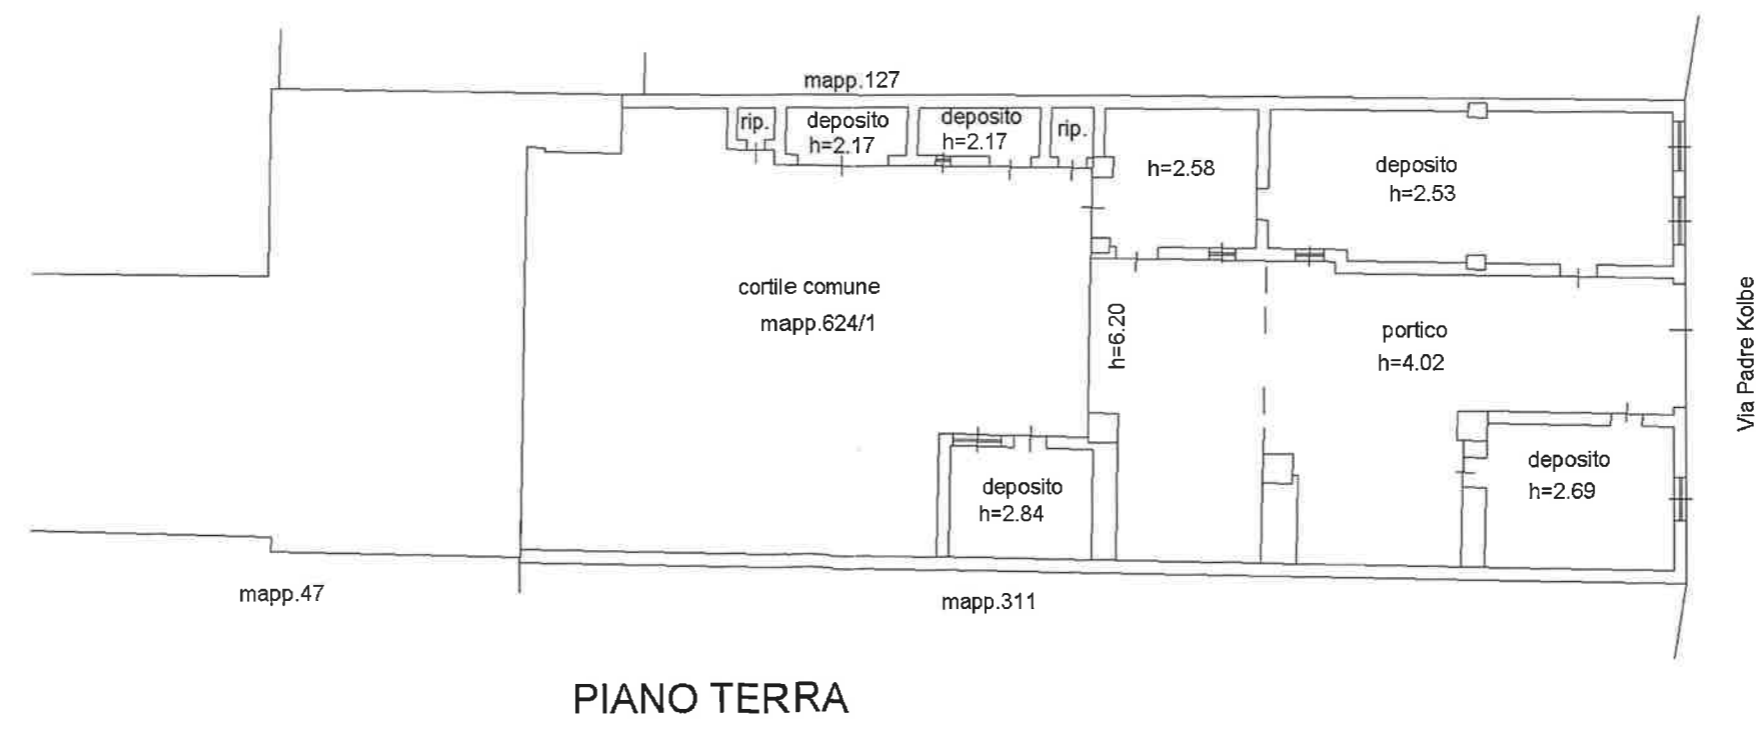 mapp.127
rip.
deposito
h=2.17
deposito
h=2.17
rip.
h=2.58
deposito
h=2.53
cortile comune
mapp.624/1
h=6.20
portico
h=4.02
Via Padre Kolbe
deposito
h=2.84
deposito
h=2.69
mapp.47
mapp.311
PIANO TERRA